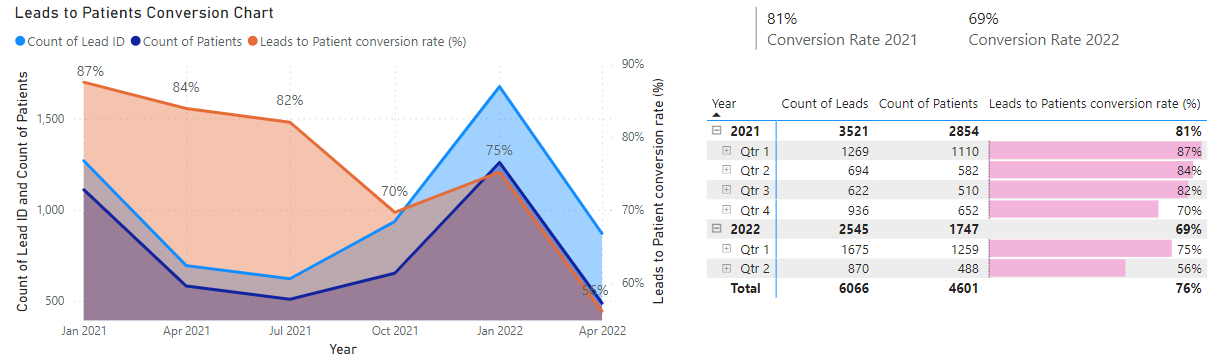 Leads to Patients Conversion Chart
Count of Lead ID Count of Patients Leads to Patient conversion rate (%)
Count of Lead ID and Count of Patients
1,500
1,000
500
87%
84%
82%
70%
75%
56%
90%
80%
70%
60%
Leads to Patient conversion rate (%)
Jan 2021 Apr 2021 Jul 2021 Oct 2021 Jan 2022 Apr 2022
Year
81% 69%
Conversion Rate 2021 Conversion Rate 2022
Year Count of Leads Count of Patients Leads to Patients conversion rate (%)
2021 3521 2854 81%
Qtr 1 1269 1110 87%
Qtr 2 694 582 84%
Qtr 3 622 510 82%
Qtr 4 936 652 70%
2022 2545 1747 69%
Qtr 1 1675 1259 75%
Qtr 2 870 488 56%
Total 6066 4601 76%